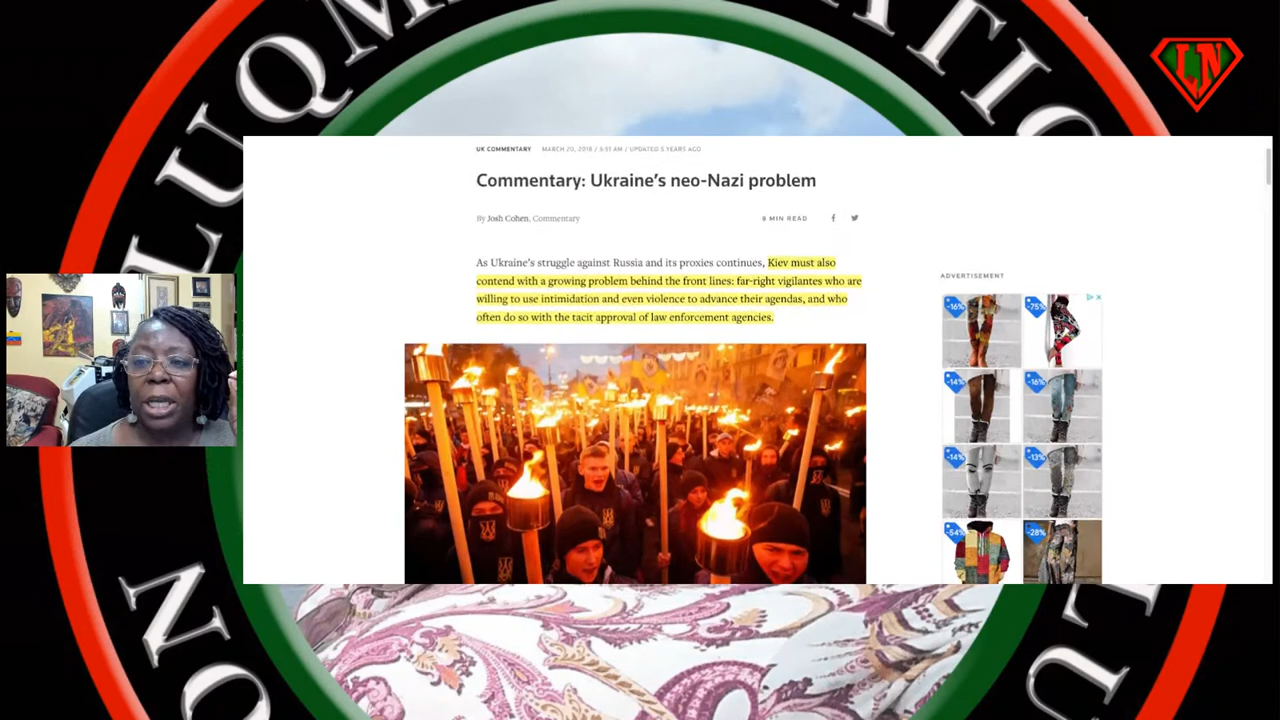 LUQM
ATIO
LN
UK COMMENTARY MARCH 20, 2018 / 5:51 AM / UPDATED 5 YEARS AGO
Commentary: Ukraine’s neo-Nazi problem
By Josh Cohen, Commentary
8 MIN READ
As Ukraine’s struggle against Russia and its proxies continues, Kiev must also
contend with a growing problem behind the front lines: far-right vigilantes who are
willing to use intimidation and even violence to advance their agendas, and who
often do so with the tacit approval of law enforcement agencies.
ADVERTISEMENT
-16% -75%
-14% -16%
-14% -13%
-54% -28%